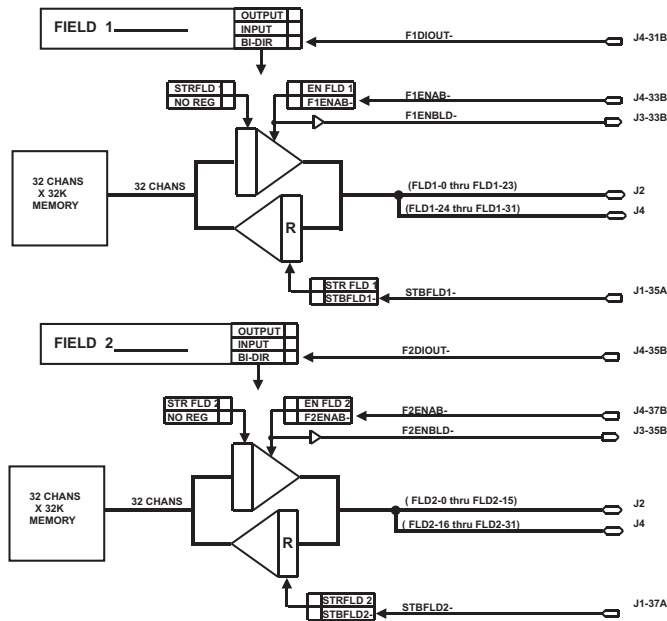 FIELD 1
OUTPUT
INPUT
BI-DIR
F1DIOUT-
J4-31B
STRFLD 1
NO REG
EN FLD 1
F1ENAB-
F1ENAB-
J4-33B
F1ENBLD-
J3-33B
32 CHANS
X 32K
MEMORY
32 CHANS
(FLD1-0 thru FLD1-23)
J2
(FLD1-24 thru FLD1-31)
J4
R
STR FLD 1
STBFLD1-
STBFLD1-
J1-35A
FIELD 2
OUTPUT
INPUT
BI-DIR
F2DIOUT-
J4-35B
STR FLD 2
NO REG
EN FLD 2
F2ENAB-
F2ENAB-
J4-37B
F2ENBLD-
J3-35B
32 CHANS
X 32K
MEMORY
32 CHANS
( FLD2-0 thru FLD2-15)
J2
( FLD2-16 thru FLD2-31)
J4
R
STRFLD 2
STBFLD2-
STBFLD2-
J1-37A